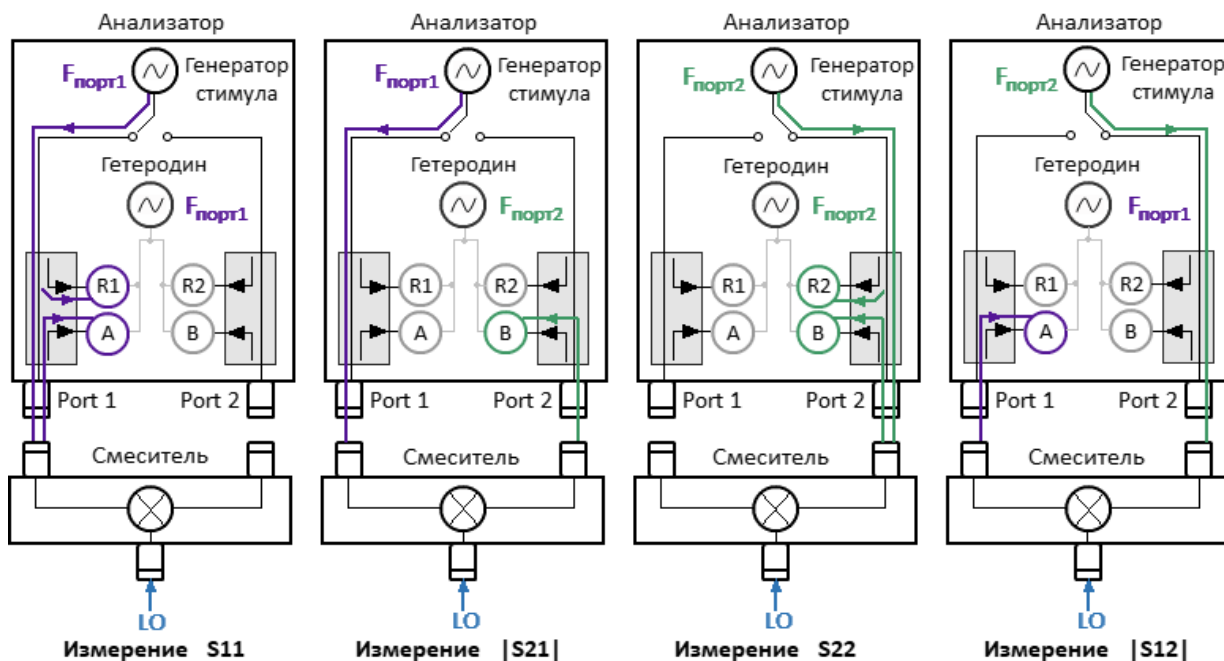 Анализатор
Fпорт1
Генератор
стимула
Гетеродин
Fпорт1
R1
R2
A
B
Port 1
Port 2
Смеситель
LO
Измерение S11
Анализатор
Fпорт1
Генератор
стимула
Гетеродин
Fпорт2
R1
R2
A
B
Port 1
Port 2
Смеситель
LO
Измерение |S21|
Анализатор
Fпорт2
Генератор
стимула
Гетеродин
Fпорт2
R1
R2
A
B
Port 1
Port 2
Смеситель
LO
Измерение S22
Анализатор
Fпорт2
Генератор
стимула
Гетеродин
Fпорт1
R1
R2
A
B
Port 1
Port 2
Смеситель
LO
Измерение |S12|